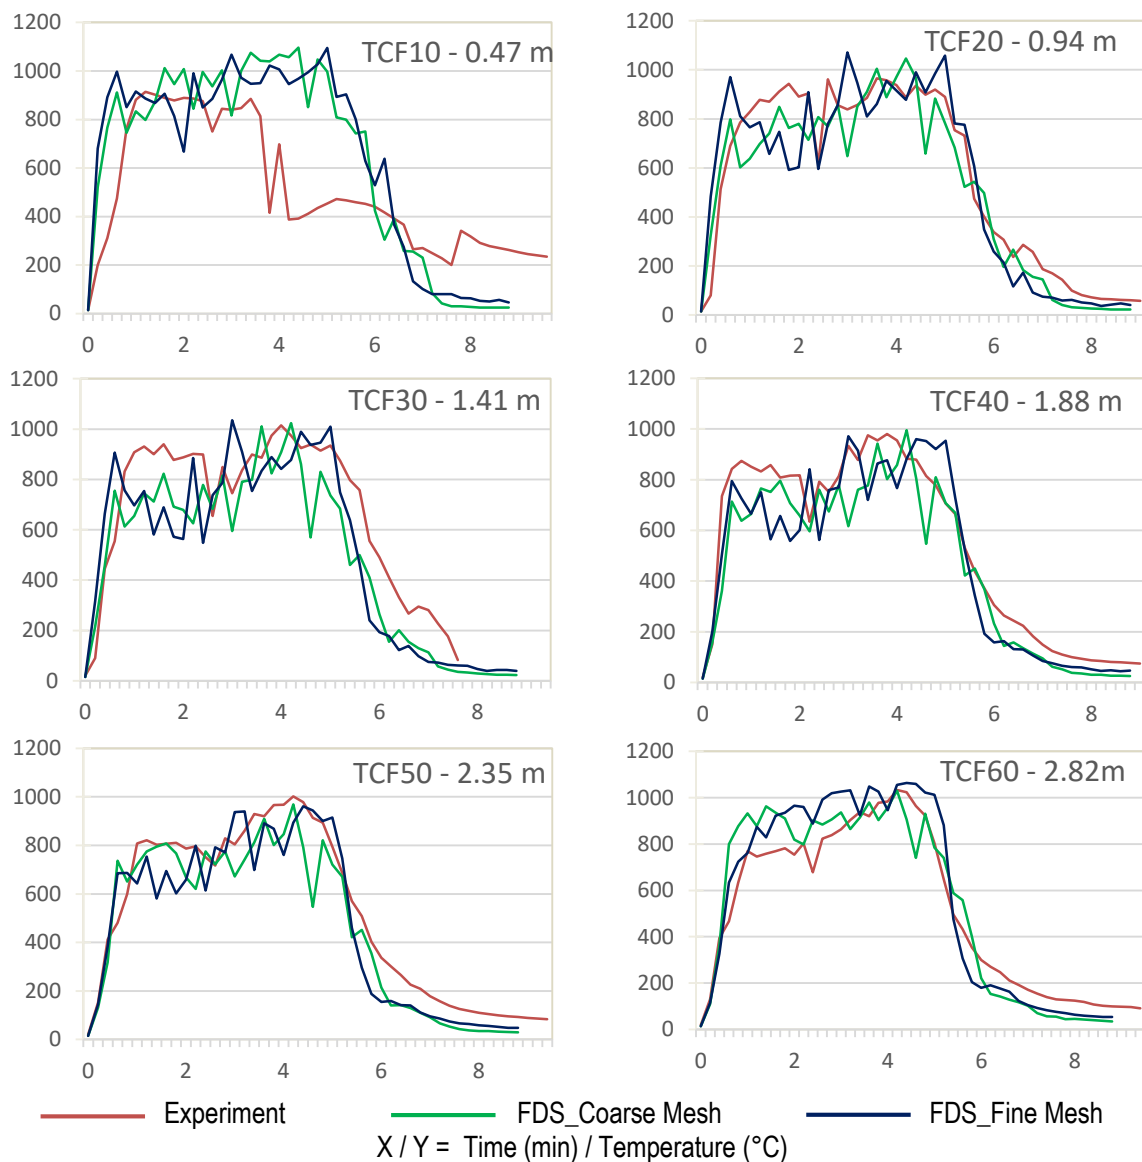 1200 1200
TCF10 - 0.47 m TCF20 - 0.94 m
1000 1000
800 800
600 600
400 400
200 200
0 0
0 2 4 6 8 0 2 4 6 8
1200 1200
TCF30 - 1.41 m TCF40 - 1.88 m
1000 1000
800 800
600 600
400 400
200 200
0 0
0 2 4 6 8 0 2 4 6 8
1200 1200
TCF50 - 2.35 m TCF60 - 2.82m
1000 1000
800 800
600 600
400 400
200 200
0 0
0 2 4 6 8 0 2 4 6 8
Experiment FDS_Coarse Mesh FDS_Fine Mesh
X / Y = Time (min) / Temperature (°C)